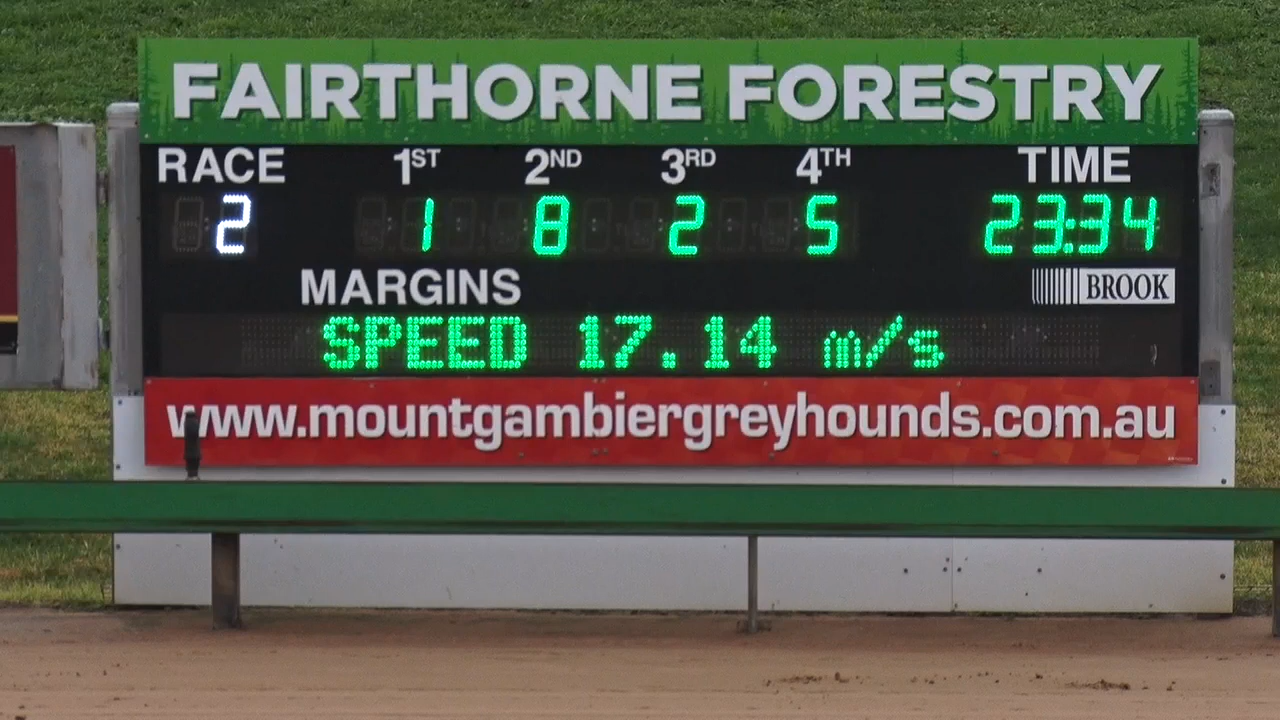 FAIRTHORNE FORESTRY
RACE 1ST 2ND 3RD 4TH TIME
2 1 8 2 5 23:34
MARGINS BROOK
SPEED 17.14 m/s
www.mountgambiergreyhounds.com.au